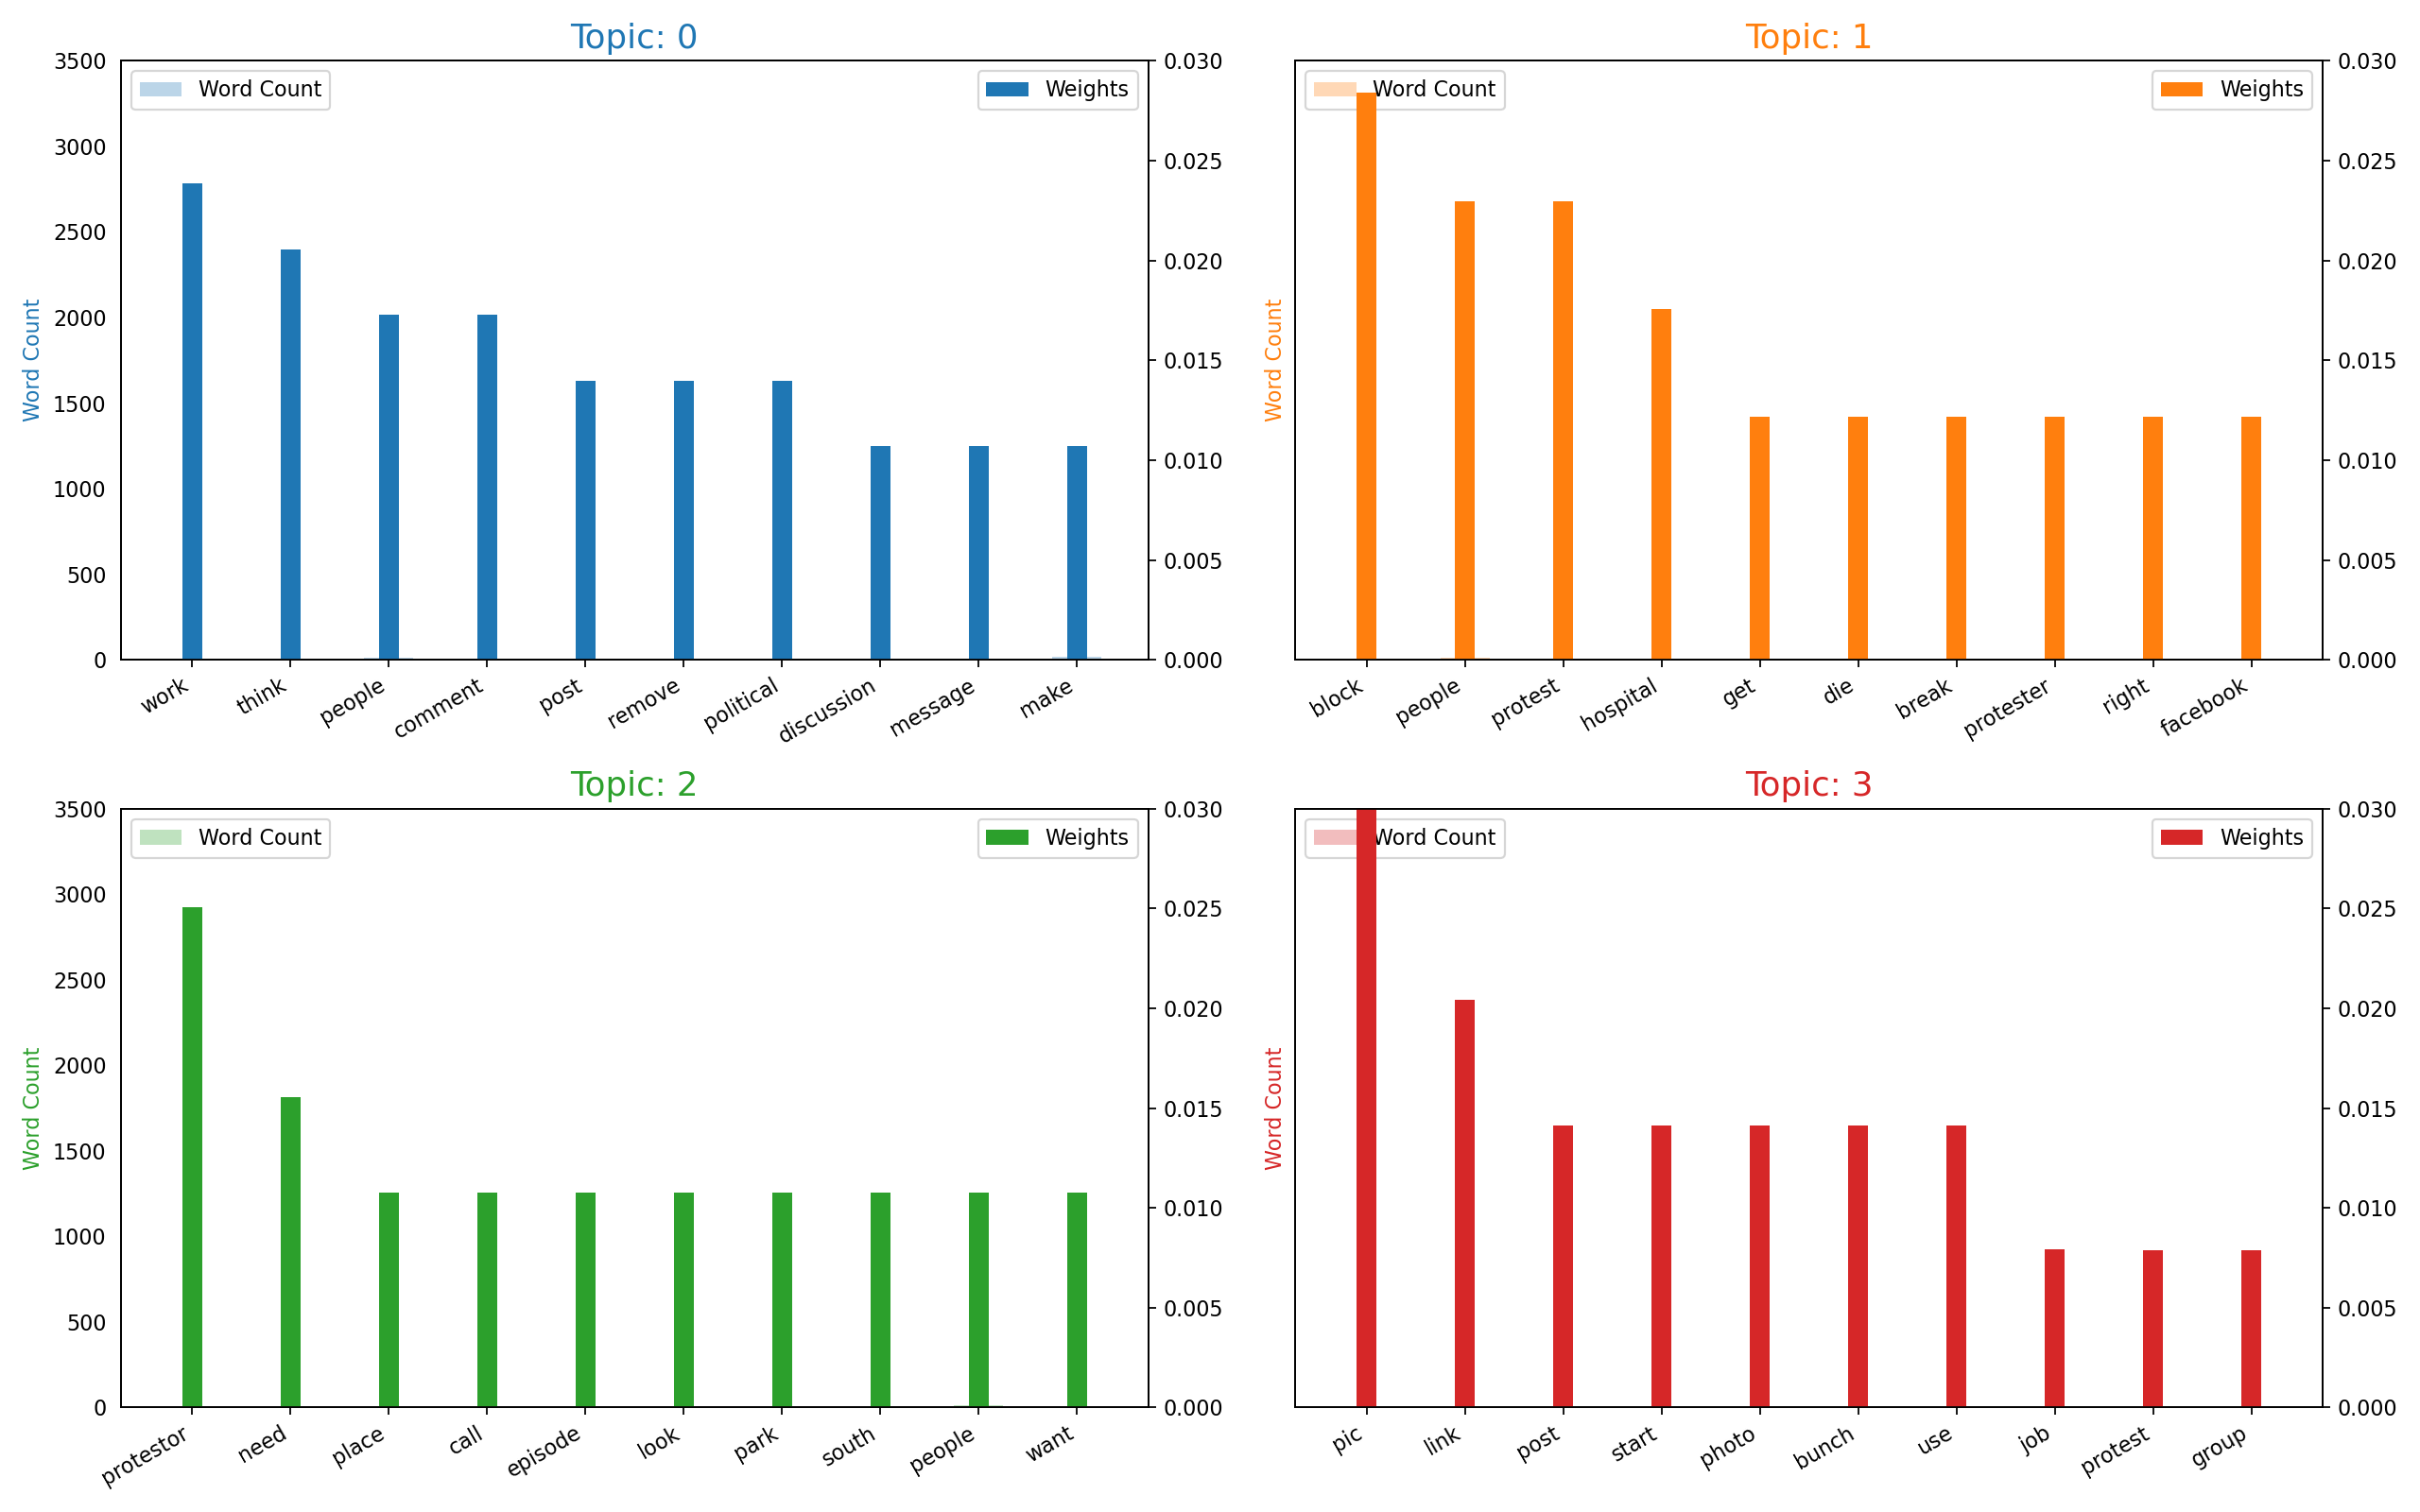 Topic: 0
Word Count
Weights
Word Count
3500
3000
2500
2000
1500
1000
500
0
0.030
0.025
0.020
0.015
0.010
0.005
0.000
work think people comment post remove political discussion message make
Topic: 1
Word Count
Weights
Word Count
0.030
0.025
0.020
0.015
0.010
0.005
0.000
block people protest hospital get die break protester right facebook
Topic: 2
Word Count
Weights
Word Count
3500
3000
2500
2000
1500
1000
500
0
0.030
0.025
0.020
0.015
0.010
0.005
0.000
protestor need place call episode look park south people want
Topic: 3
Word Count
Weights
Word Count
0.030
0.025
0.020
0.015
0.010
0.005
0.000
pic link post start photo bunch use job protest group